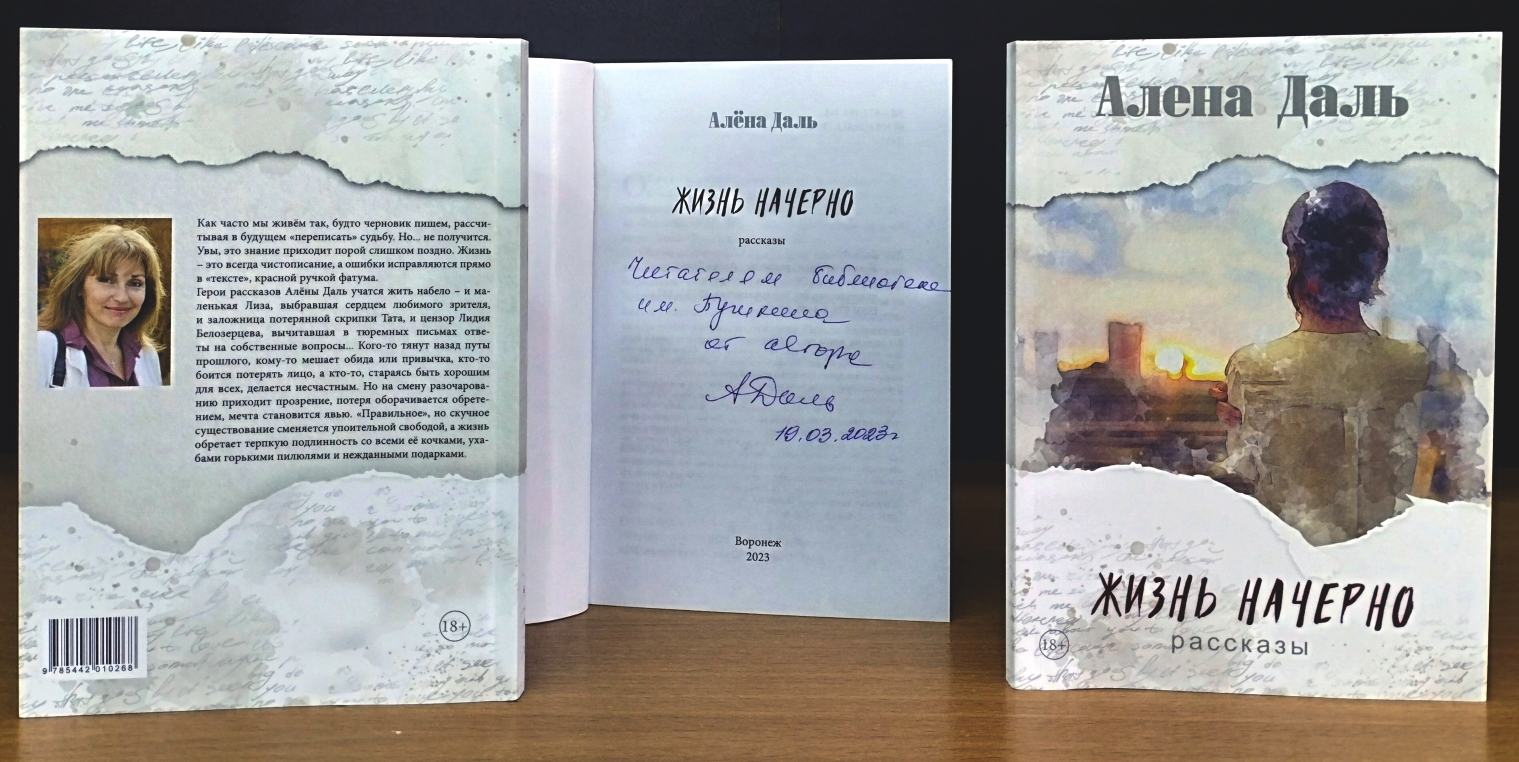 Как часто мы живём так, будто черновик пишем, рассчи-
тывая в будущем «переписать» судьбу. Но... не получится.
Увы, это знание приходит порой слишком поздно. Жизнь
– это всегда чистописание, а ошибки исправляются прямо
в «тексте», красной ручкой фатума.
Герои рассказов Алёны Даль учатся жить набело – и ма-
ленькая Лиза, выбравшая сердцем любимого зрителя,
и заложница потерянной скрипки Тата, и цензор Лидия
Белозерцева, вычитавшая в тюремных письмах отве-
ты на собственные вопросы... Кого-то тянут назад путы
прошлого, кому-то мешает обида или привычка, кто-то
боится потерять лицо, а кто-то, стараясь быть хорошим
для всех, делается несчастным. Но на смену разочарова-
нию приходит прозрение, потеря оборачивается обрете-
нием, мечта становится явью. «Правильное», но скучное
существование сменяется упоительной свободой, а жизнь
обретает терпкую подлинность со всеми её кочками, уха-
бами горькими пилюлями и нежданными подарками.
18+
9 785442 010268
Алёна Даль
ЖИЗНЬ НАЧЕРНО
рассказы
Читателям библиотеки
им. Пушкина
от автора
АДаль
19.03.2023г
Воронеж
2023
Алена Даль
ЖИЗНЬ НАЧЕРНО
18+
рассказы